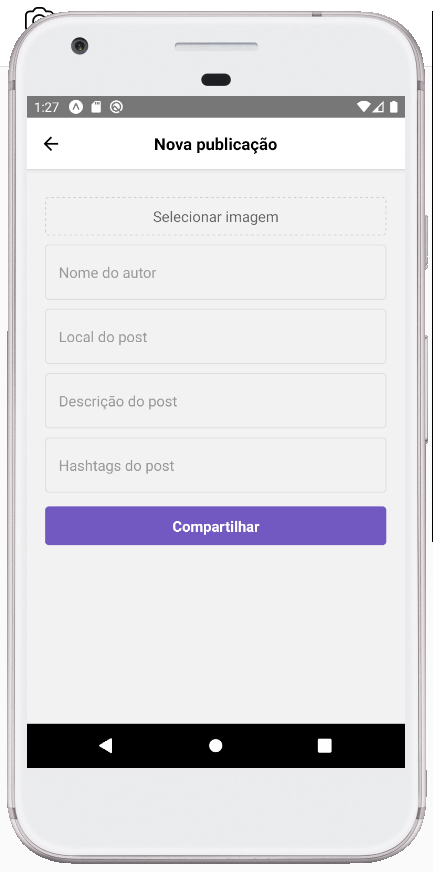 1:27
Nova publicação
Selecionar imagem
Nome do autor
Local do post
Descrição do post
Hashtags do post
Compartilhar